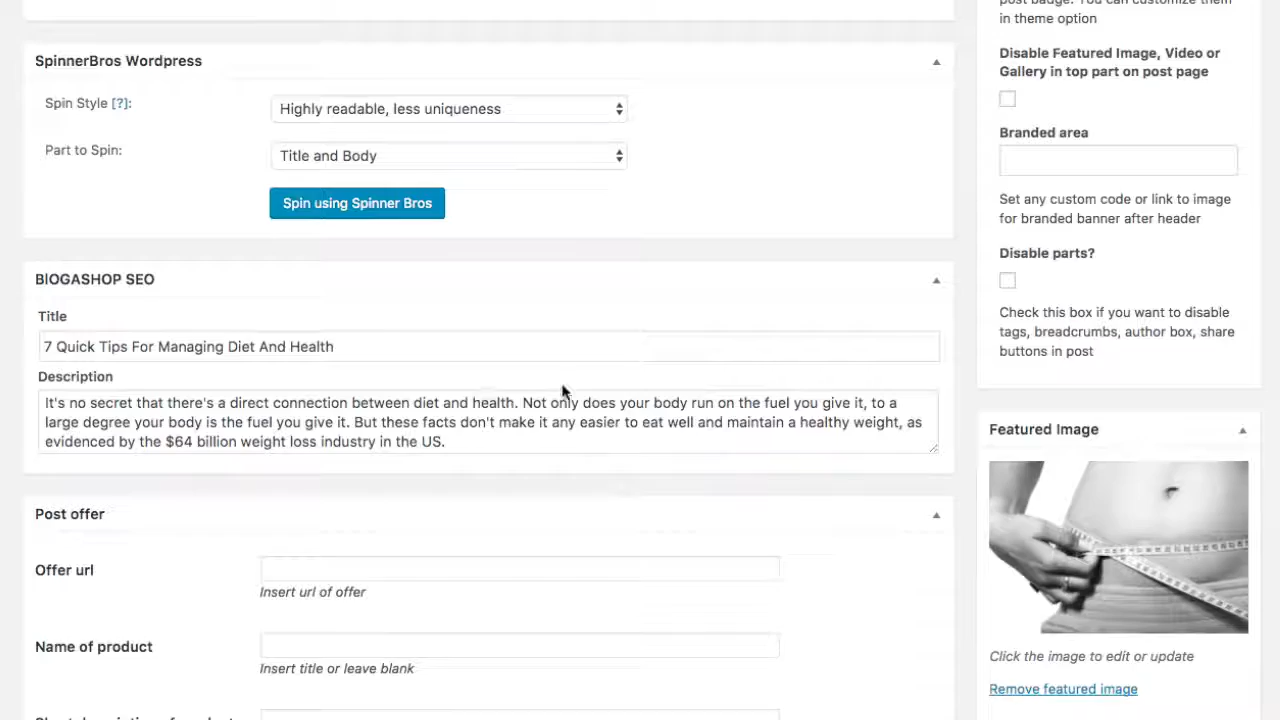 SpinnerBros Wordpress
Spin Style [?]:
Highly readable, less uniqueness
Part to Spin:
Title and Body
Spin using Spinner Bros
BlOGASHOP SEO
Title
7 Quick Tips For Managing Diet And Health
Description
It's no secret that there's a direct connection between diet and health. Not only does your body run on the fuel you give it, to a
large degree your body is the fuel you give it. But these facts don't make it any easier to eat well and maintain a healthy weight, as
evidenced by the $64 billion weight loss industry in the US.
Post offer
Offer url
Insert url of offer
Name of product
Insert title or leave blank
post badge. You can customize them
in theme option
Disable Featured Image, Video or
Gallery in top part on post page
Branded area
Set any custom code or link to image
for branded banner after header
Disable parts?
Check this box if you want to disable
tags, breadcrumbs, author box, share
buttons in post
Featured Image
Click the image to edit or update
Remove featured image